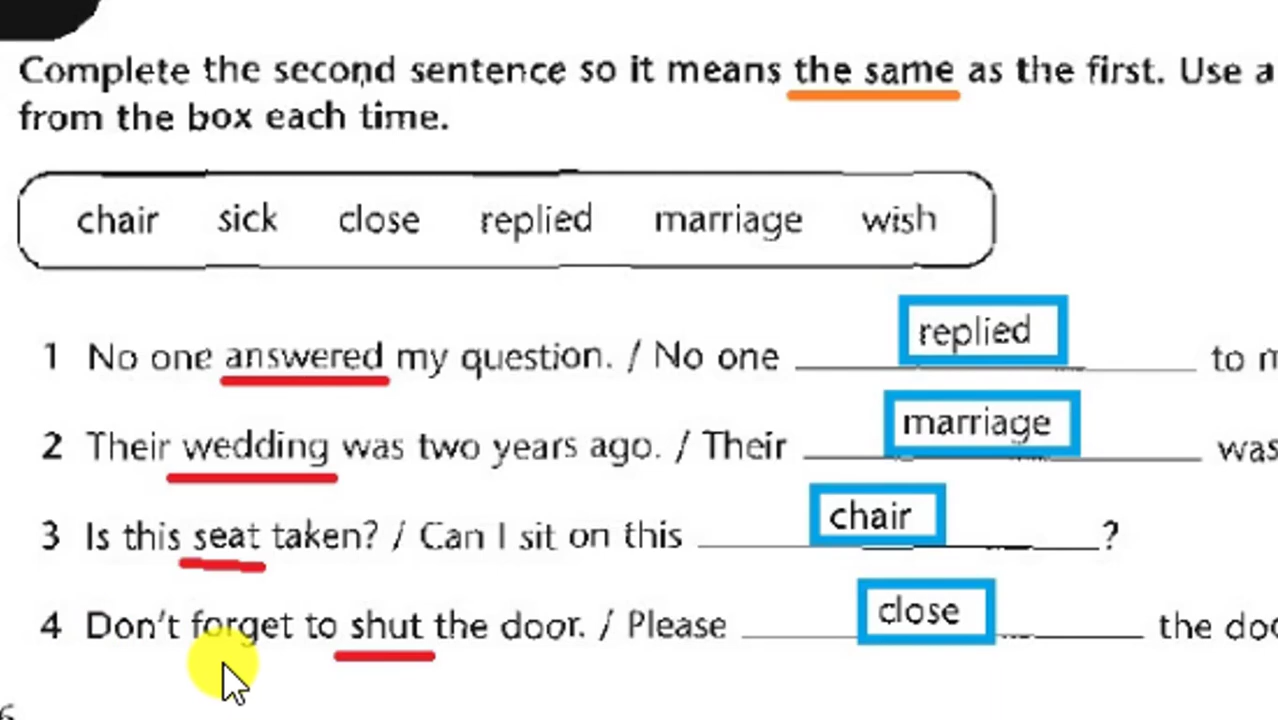 Complete the second sentence so it means the same as the first. Use a
from the box each time.
chair sick close replied marriage wish
1 No one answered my question. / No one replied to
2 Their wedding was two years ago. / Their marriage was
3 Is this seat taken? / Can I sit on this chair ?
4 Don't forget to shut the door. / Please close the